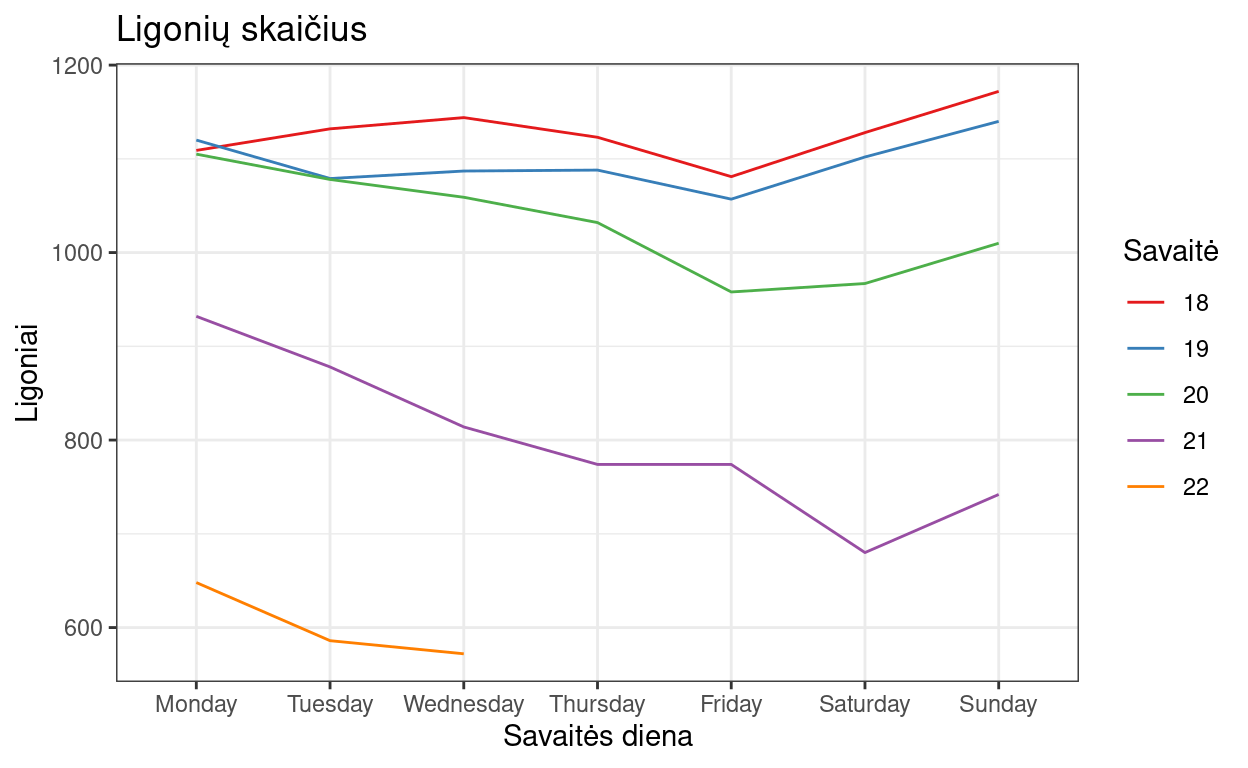 Ligonių skaičius
Ligoniai
1200
1000
800
600
Monday Tuesday Wednesday Thursday Friday Saturday Sunday
Savaitės diena
Savaitė
18
19
20
21
22